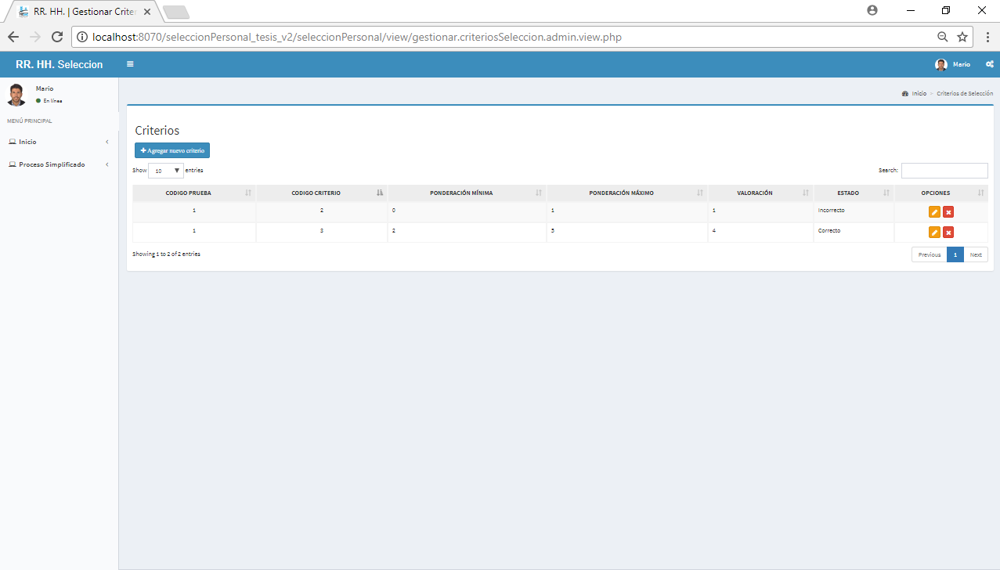 RR. HH. | Gestionar Criter
localhost:8070/seleccionPersonal_tesis_v2/seleccionPersonal/view/gestionar.criteriosSeleccion.admin.view.php
RR. HH. Seleccion
Mario
Mario
En línea
MENÚ PRINCIPAL
Inicio
Proceso Simplificado
Inicio > Criterios de Selección
Criterios
Agregar nuevo criterio
Show 10 entries
Search:
CODIGO PRUEBA CODIGO CRITERIO PONDERACIÓN MÍNIMA PONDERACIÓN MÁXIMO VALORACIÓN ESTADO OPCIONES
1 2 0 1 1 Incorrecto
1 3 2 5 4 Correcto
Showing 1 to 2 of 2 entries
Previous 1 Next